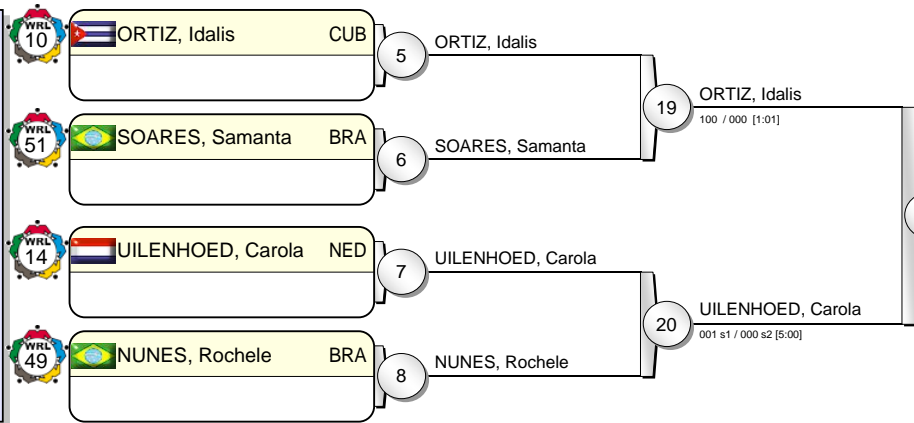 WRL
10
ORTIZ, Idalis CUB
5
ORTIZ, Idalis
19
ORTIZ, Idalis
100 / 000 [1:01]
WRL
51
SOARES, Samanta BRA
6
SOARES, Samanta
WRL
14
UILENHOED, Carola NED
7
UILENHOED, Carola
20
UILENHOED, Carola
001 s1 / 000 s2 [5:00]
WRL
49
NUNES, Rochele BRA
8
NUNES, Rochele